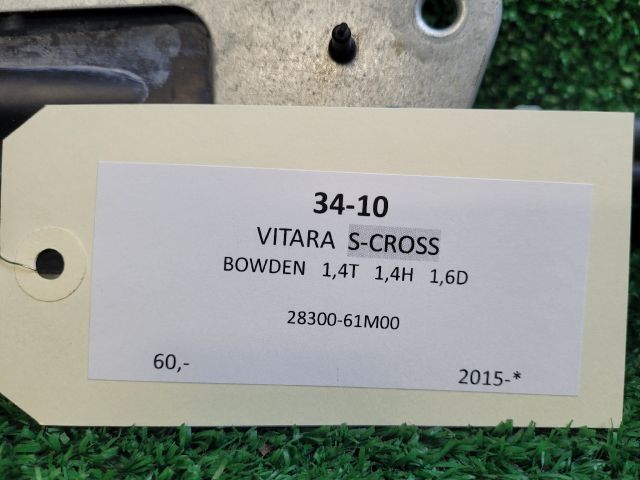 34-10
VITARA S-CROSS
BOWDEN 1,4T 1,4H 1,6D
28300-61M00
60,- 2015-*